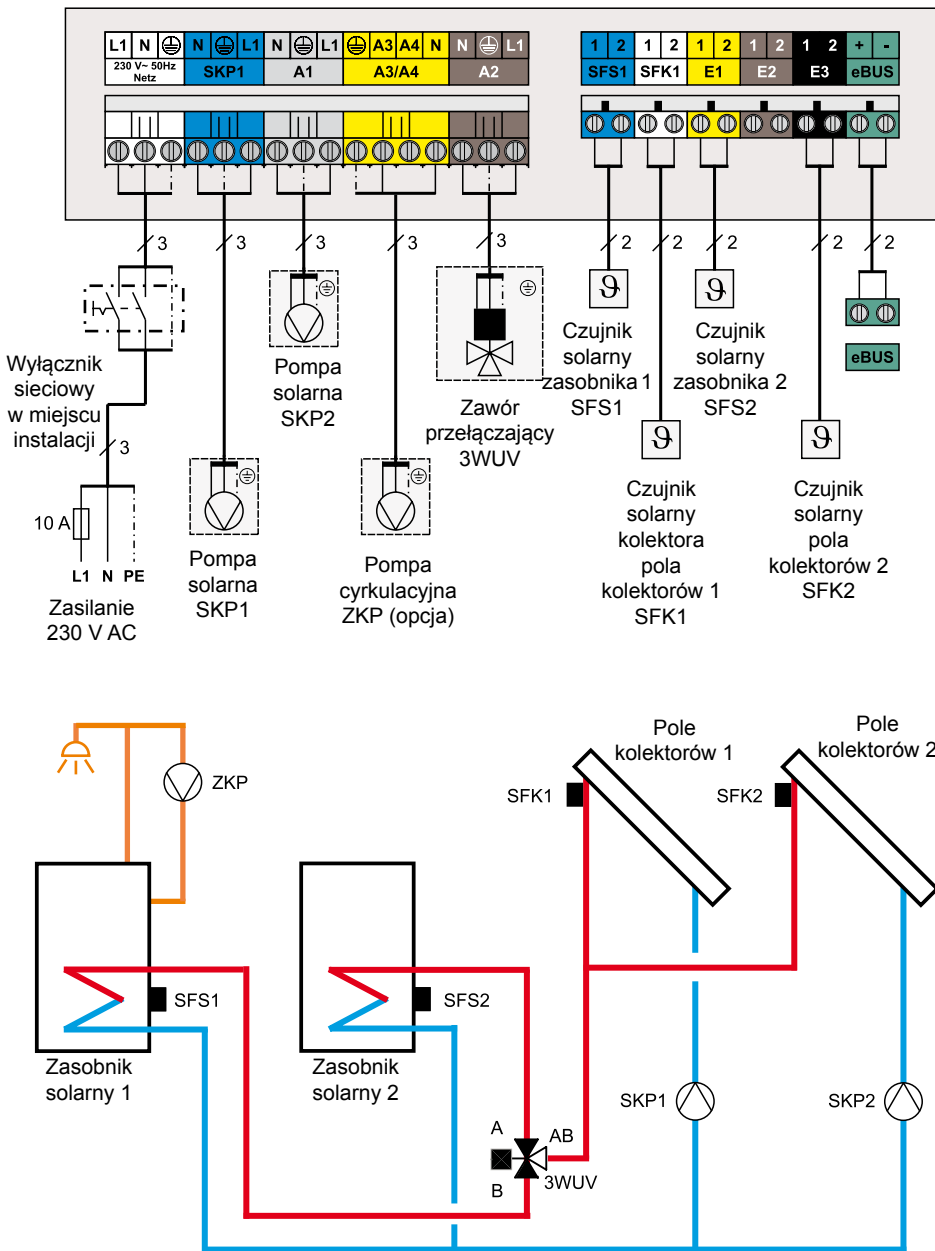 L1 N N L1 N L1 A3 A4 N N L1
230 V~ 50Hz
Netz
SKP1 A1 A3/A4 A2
1 2 1 2 1 2 1 2 1 2 + -
SFS1 SFK1 E1 E2 E3 eBUS
3 3 3 3 3 2 2 2 2 2
Wyłącznik
sieciowy
w miejscu
instalacji
3
10 A
L1 N PE
Zasilanie
230 V AC
Pompa
solarna
SKP1
Pompa
solarna
SKP2
Pompa
cyrkulacyjna
ZKP (opcja)
Zawór
przełączający
3WUV
ϑ
Czujnik
solarny
zasobnika 1
SFS1
ϑ
Czujnik
solarny
kolektora
pola
kolektorów 1
SFK1
ϑ
Czujnik
solarny
zasobnika 2
SFS2
ϑ
Czujnik
solarny
pola
kolektorów 2
SFK2
eBUS
ZKP
Pole
kolektorów 1
Pole
kolektorów 2
SFK1
SFK2
SFS1
SFS2
Zasobnik
solarny 1
Zasobnik
solarny 2
SKP1
SKP2
A
AB
B
3WUV